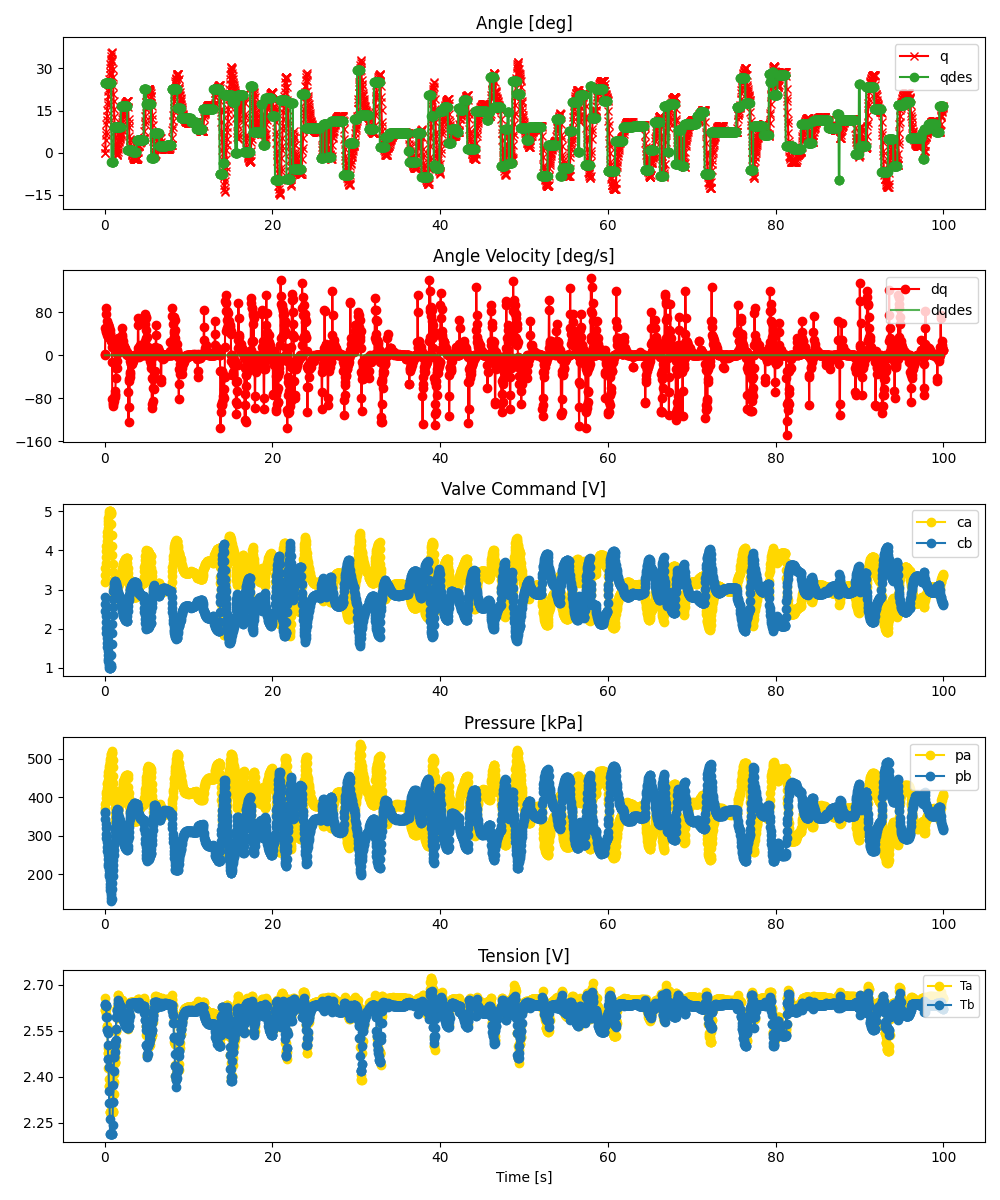 Angle [deg]
30
15
0
−15
q
qdes
0 20 40 60 80 100
Angle Velocity [deg/s]
80
0
−80
−160
dq
dqdes
0 20 40 60 80 100
Valve Command [V]
5
4
3
2
1
ca
cb
0 20 40 60 80 100
Pressure [kPa]
500
400
300
200
pa
pb
0 20 40 60 80 100
Tension [V]
2.70
2.55
2.40
2.25
Ta
Tb
0 20 40 60 80 100
Time [s]